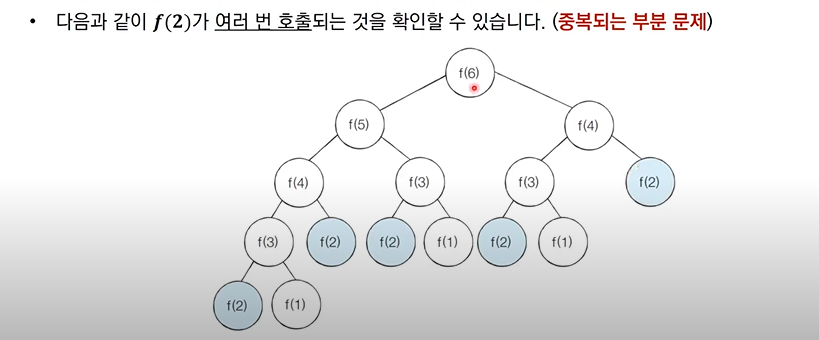 • 다음과 같이 f(2)가 여러 번 호출되는 것을 확인할 수 있습니다. (중복되는 부분 문제)
f(6)
f(5) f(4)
f(4) f(3) f(3) f(2)
f(3) f(2) f(2) f(1) f(2) f(1)
f(2) f(1)